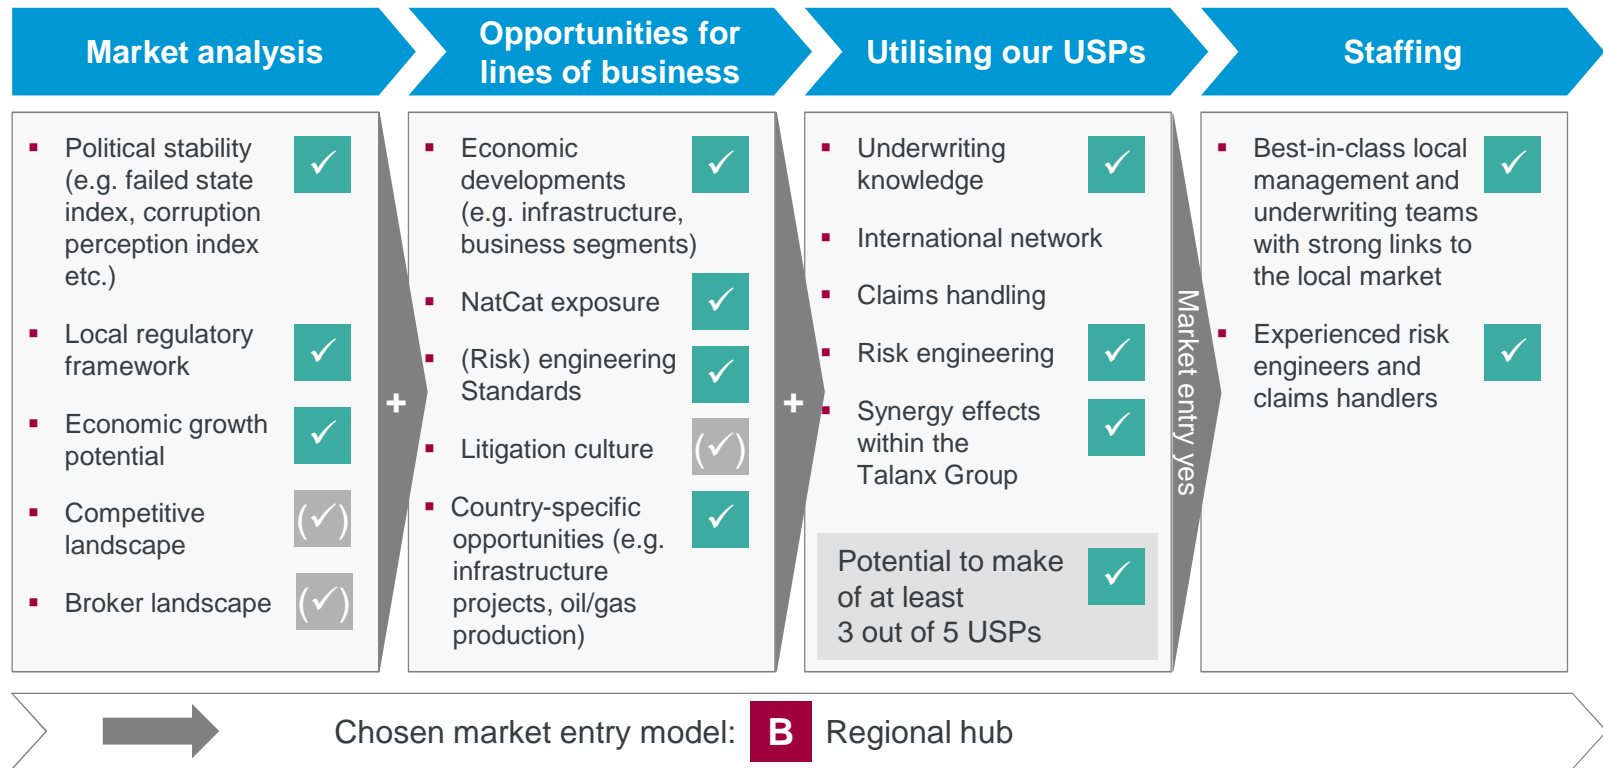 Market analysis
Opportunities for
lines of business
Utilising our USPs
Staffing
▪ Political stability
(e.g. failed state
index, corruption
perception index
etc.)
✓
▪ Local regulatory
framework
✓
▪ Economic growth
potential
✓
▪ Competitive
landscape
(✓)
▪ Broker landscape
(✓)
+
▪ Economic
developments
(e.g. infrastructure,
business segments)
✓
▪ NatCat exposure
✓
▪ (Risk) engineering
Standards
✓
▪ Litigation culture
(✓)
▪ Country-specific
opportunities (e.g.
infrastructure
projects, oil/gas
production)
✓
+
▪ Underwriting
knowledge
✓
▪ International network
▪ Claims handling
▪ Risk engineering
✓
▪ Synergy effects
within the
Talanx Group
✓
Potential to make
of at least
3 out of 5 USPs
✓
Market entry yes
▪ Best-in-class local
management and
underwriting teams
with strong links to
the local market
✓
▪ Experienced risk
engineers and
claims handlers
✓
Chosen market entry model: B Regional hub